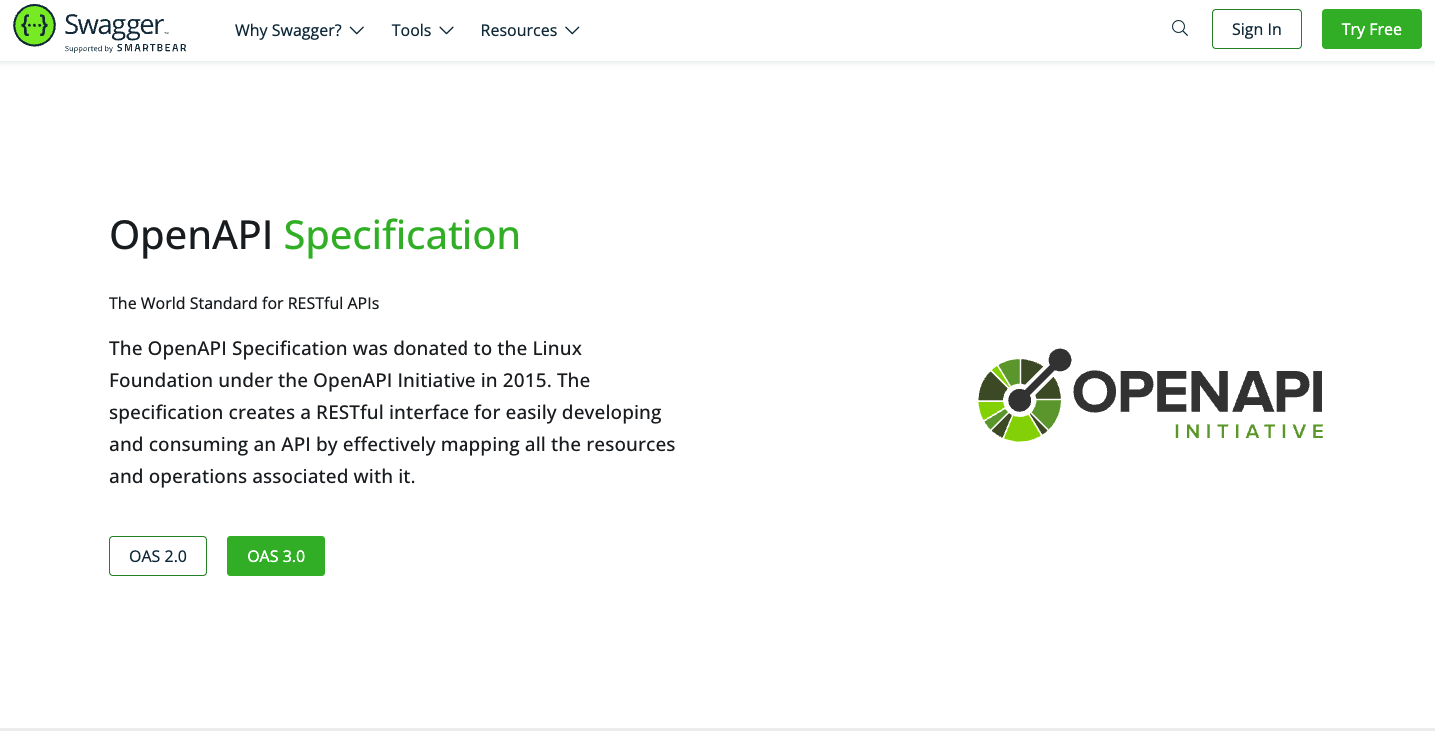 Swagger™
Supported by SMARTBEAR
Why Swagger?
Tools
Resources
Sign In
Try Free
OpenAPI Specification
The World Standard for RESTful APIs
The OpenAPI Specification was donated to the Linux
Foundation under the OpenAPI Initiative in 2015. The
specification creates a RESTful interface for easily developing
and consuming an API by effectively mapping all the resources
and operations associated with it.
OAS 2.0
OAS 3.0
OPENAPI
INITIATIVE